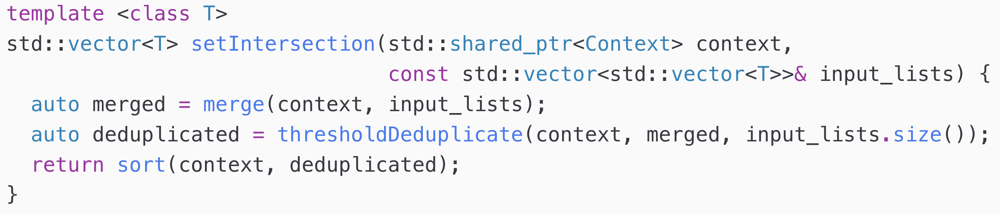 template <class T>
std::vector<T> setIntersection(std::shared_ptr<Context> context,
                               const std::vector<std::vector<T>>& input_lists) {
  auto merged = merge(context, input_lists);
  auto deduplicated = thresholdDeduplicate(context, merged, input_lists.size());
  return sort(context, deduplicated);
}